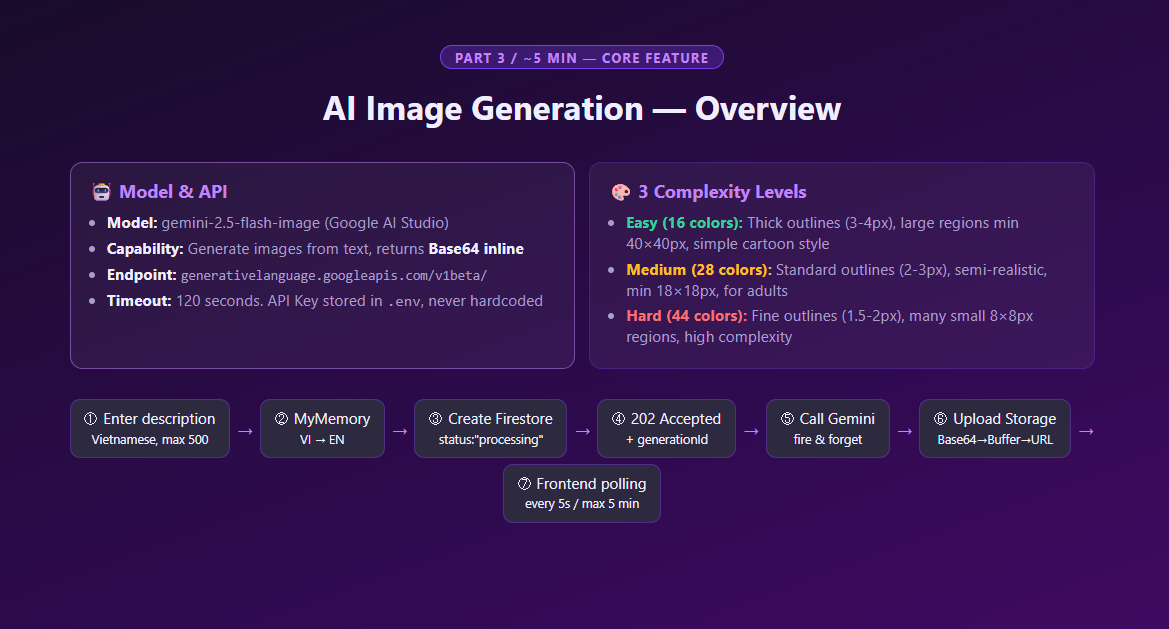 PART 3 / ~5 MIN — CORE FEATURE
AI Image Generation — Overview
🤖 Model & API
• Model: gemini-2.5-flash-image (Google AI Studio)
• Capability: Generate images from text, returns Base64 inline
• Endpoint: generativelanguage.googleapis.com/v1beta/
• Timeout: 120 seconds. API Key stored in .env, never hardcoded
🎨 3 Complexity Levels
• Easy (16 colors): Thick outlines (3-4px), large regions min
40×40px, simple cartoon style
• Medium (28 colors): Standard outlines (2-3px), semi-realistic,
min 18×18px, for adults
• Hard (44 colors): Fine outlines (1.5-2px), many small 8×8px
regions, high complexity
① Enter description
Vietnamese, max 500
→
② MyMemory
VI → EN
→
③ Create Firestore
status:"processing"
→
④ 202 Accepted
+ generationId
→
⑤ Call Gemini
fire & forget
→
⑥ Upload Storage
Base64→Buffer→URL
→
⑦ Frontend polling
every 5s / max 5 min